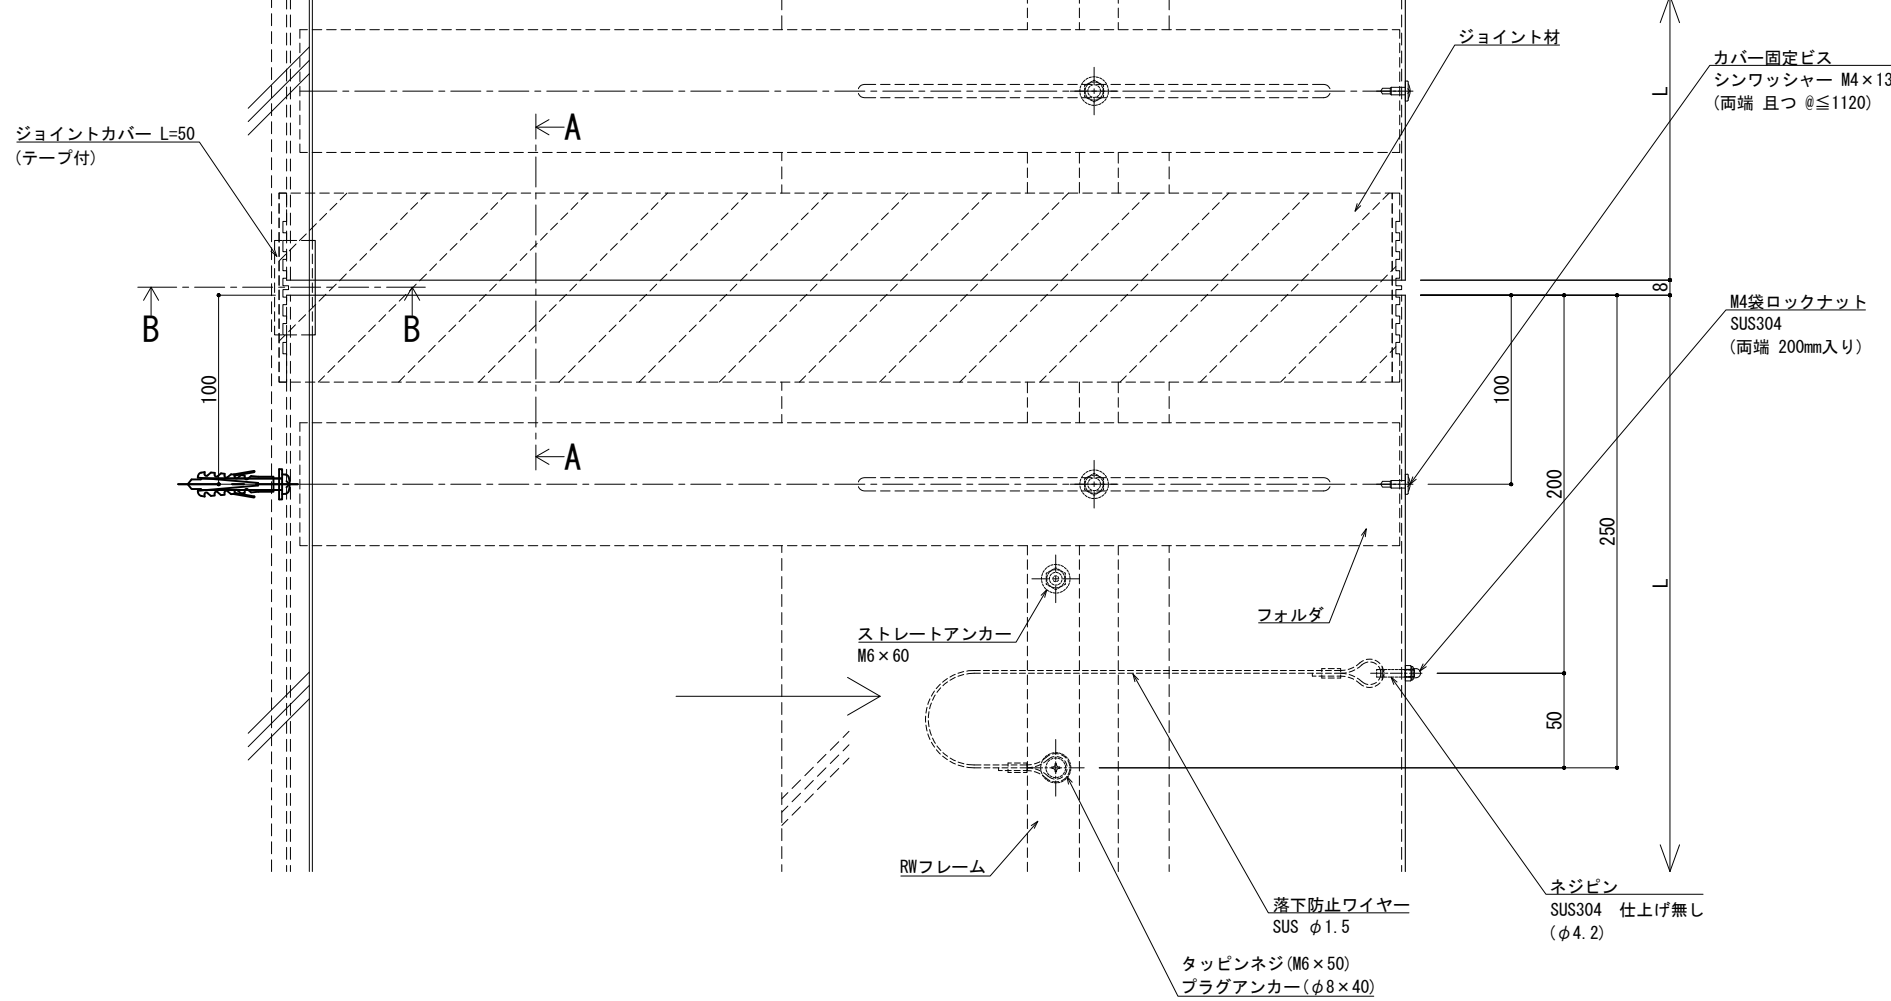 ジョイント材
カバー固定ビス
シンワッシャー M4×13
(両端 且つ @≦1120)
L
ジョイントカバー L=50
(テープ付)
A
B
B
8
M4袋ロックナット
SUS304
(両端 200mm入り)
100
100
A
200
250
L
フォルダ
ストレートアンカー
M6×60
50
RWフレーム
落下防止ワイヤー
SUS φ1.5
ネジピン
SUS304 仕上げ無し
(φ4.2)
タッピンネジ(M6×50)
プラグアンカー(φ8×40)